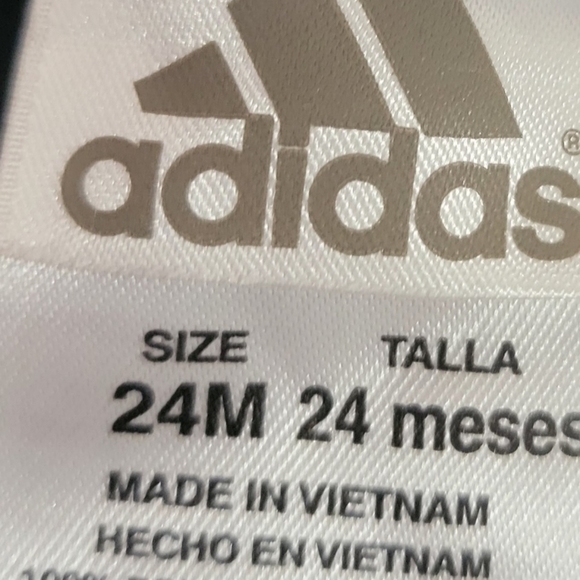 adidas®
SIZE TALLA
24M 24 meses
MADE IN VIETNAM
HECHO EN VIETNAM